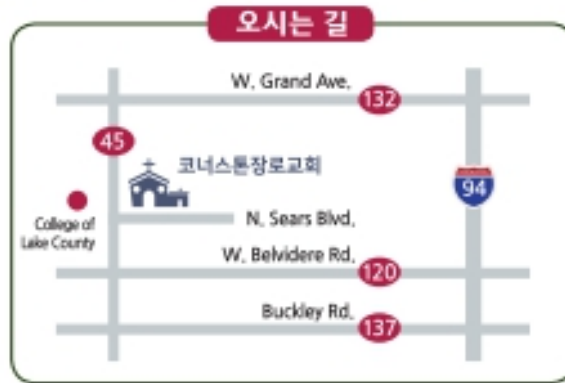 오시는 길
W. Grand Ave.
132
45
코너스톤장로교회
94
College of
Lake County
N. Sears Blvd.
W. Belvidere Rd.
120
Buckley Rd.
137